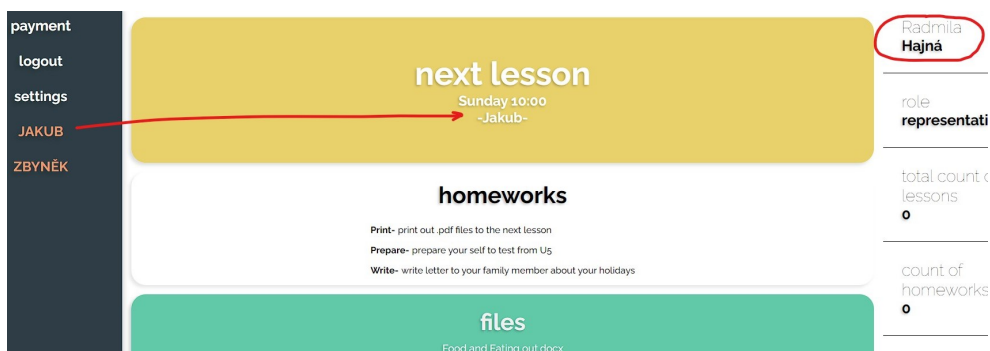 payment
logout
settings
JAKUB
ZBYNĚK
next lesson
Sunday 10:00
-Jakub-
homeworks
Print- print out .pdf files to the next lesson
Prepare- prepare your self to test from U5
Write- write letter to your family member about your holidays
files
Food and Eating out.docx
Radmila
Hajná
role
representati
total count o
lessons
0
count of
homeworks
0